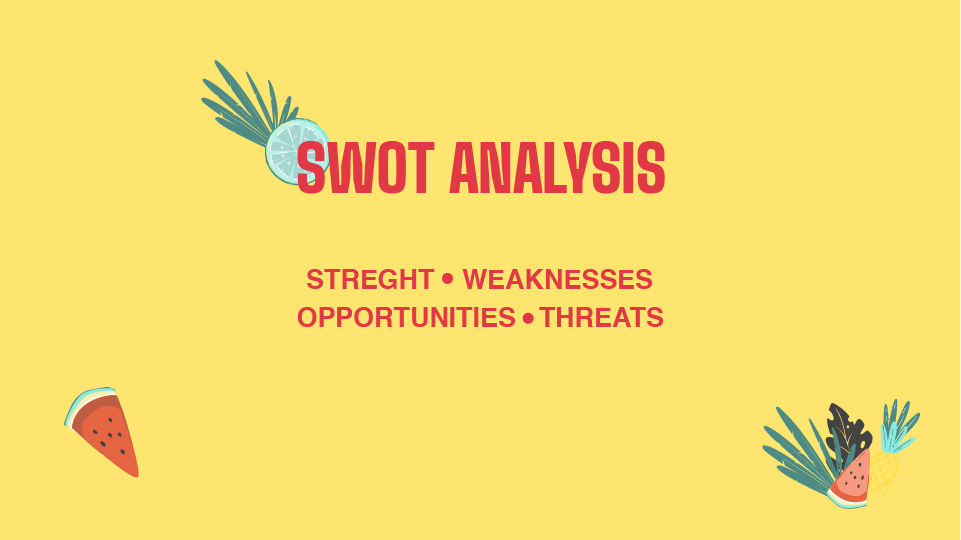 SWOT ANALYSIS
STREGHT • WEAKNESSES
OPPORTUNITIES • THREATS